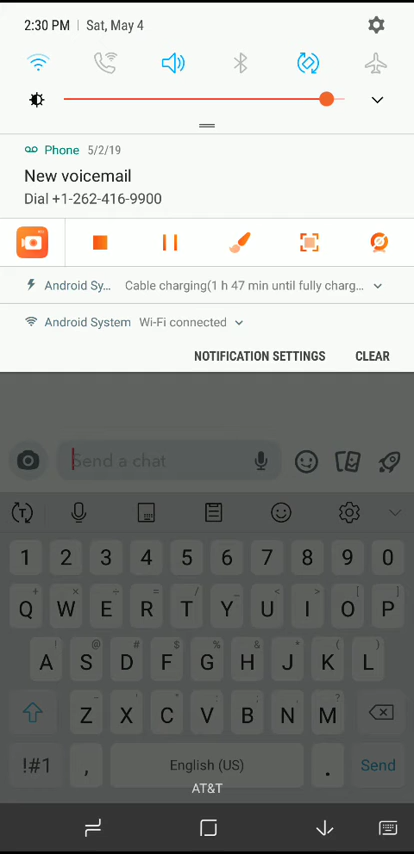 2:30 PM | Sat, May 4
Phone 5/2/19
New voicemail
Dial +1-262-416-9900
Android Sy... Cable charging(1 h 47 min until fully charg...
Android System Wi-Fi connected
NOTIFICATION SETTINGS CLEAR
Send a chat
1 2 3 4 5 6 7 8 9 0
Q W E R T Y U I O P
A S D F G H J K L
Z X C V B N M
!#1 , English (US) . Send
AT&T